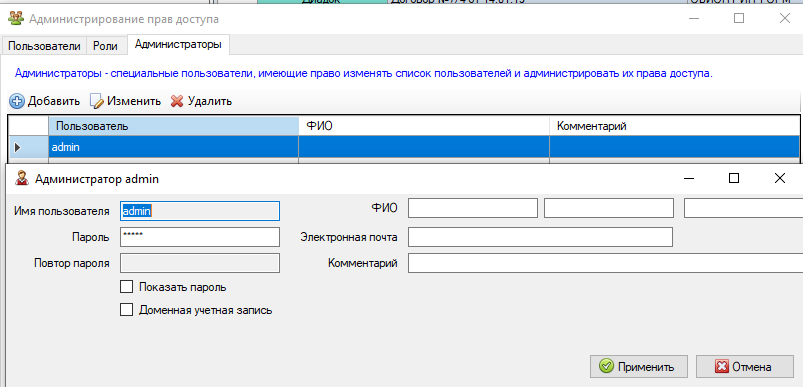 Диадок
Администрирование прав доступа
Пользователи Роли Администраторы
Администраторы - специальные пользователи, имеющие право изменять список пользователей и администрировать их права доступа.
Добавить Изменить Удалить
Пользователь ФИО Комментарий
admin
Администратор admin
Имя пользователя admin ФИО
Пароль ***** Электронная почта
Повтор пароля Комментарий
Показать пароль
Доменная учетная запись
Применить Отмена